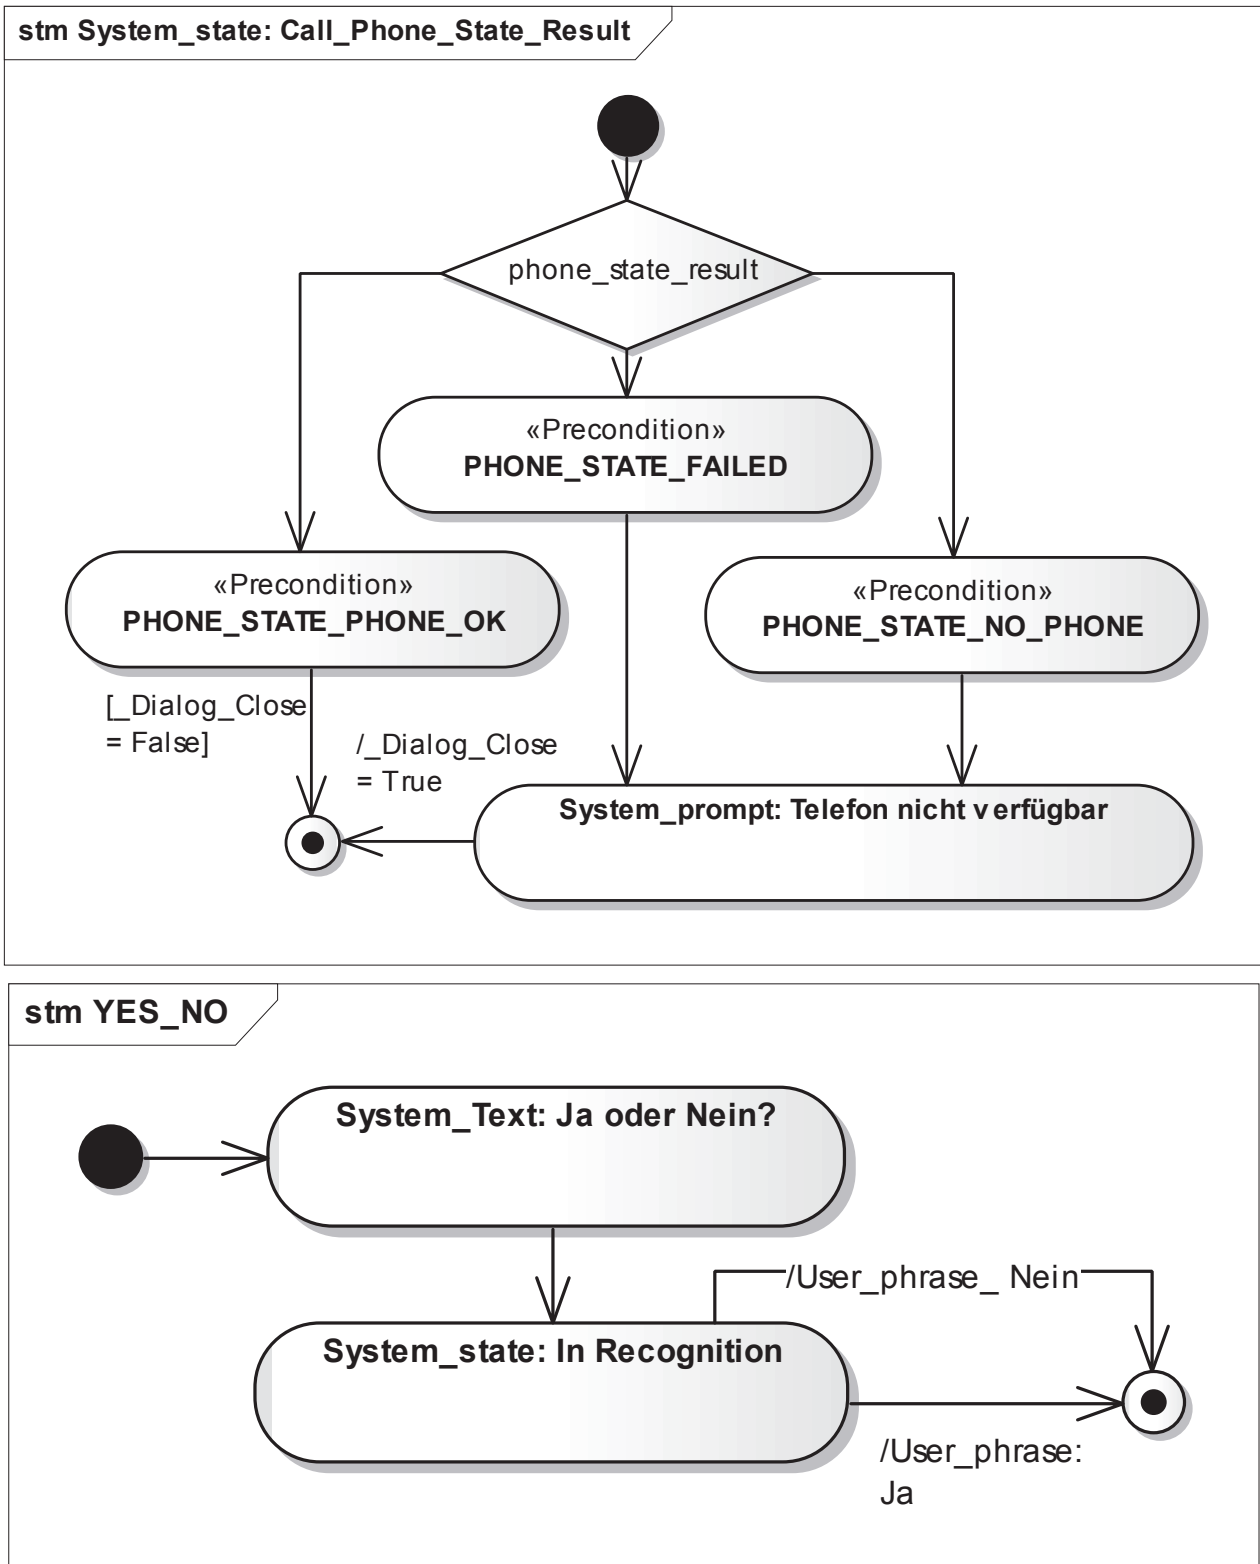 stm System_state: Call_Phone_State_Result
phone_state_result
«Precondition»
PHONE_STATE_FAILED
«Precondition»
PHONE_STATE_PHONE_OK
«Precondition»
PHONE_STATE_NO_PHONE
[_Dialog_Close
= False]
/_Dialog_Close
= True
System_prompt: Telefon nicht verfügbar
stm YES_NO
System_Text: Ja oder Nein?
/User_phrase_ Nein
System_state: In Recognition
/User_phrase:
Ja